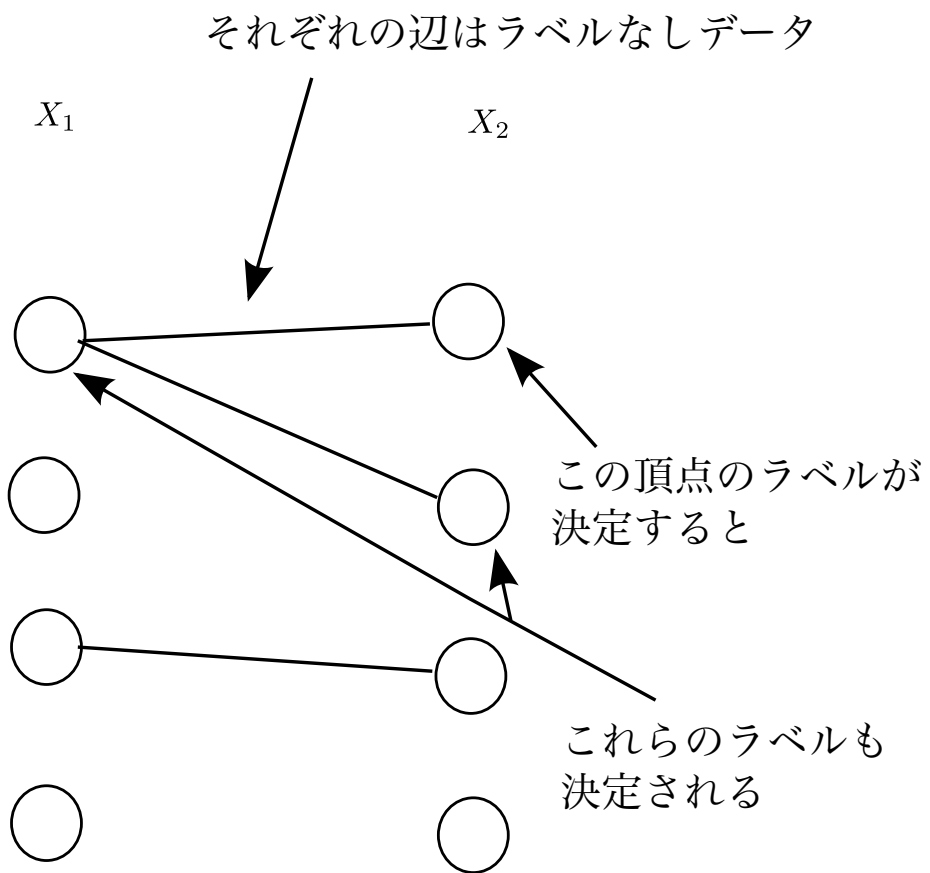 それぞれの辺はラベルなしデータ
X₁
X₂
この頂点のラベルが
決定すると
これらのラベルも
決定される